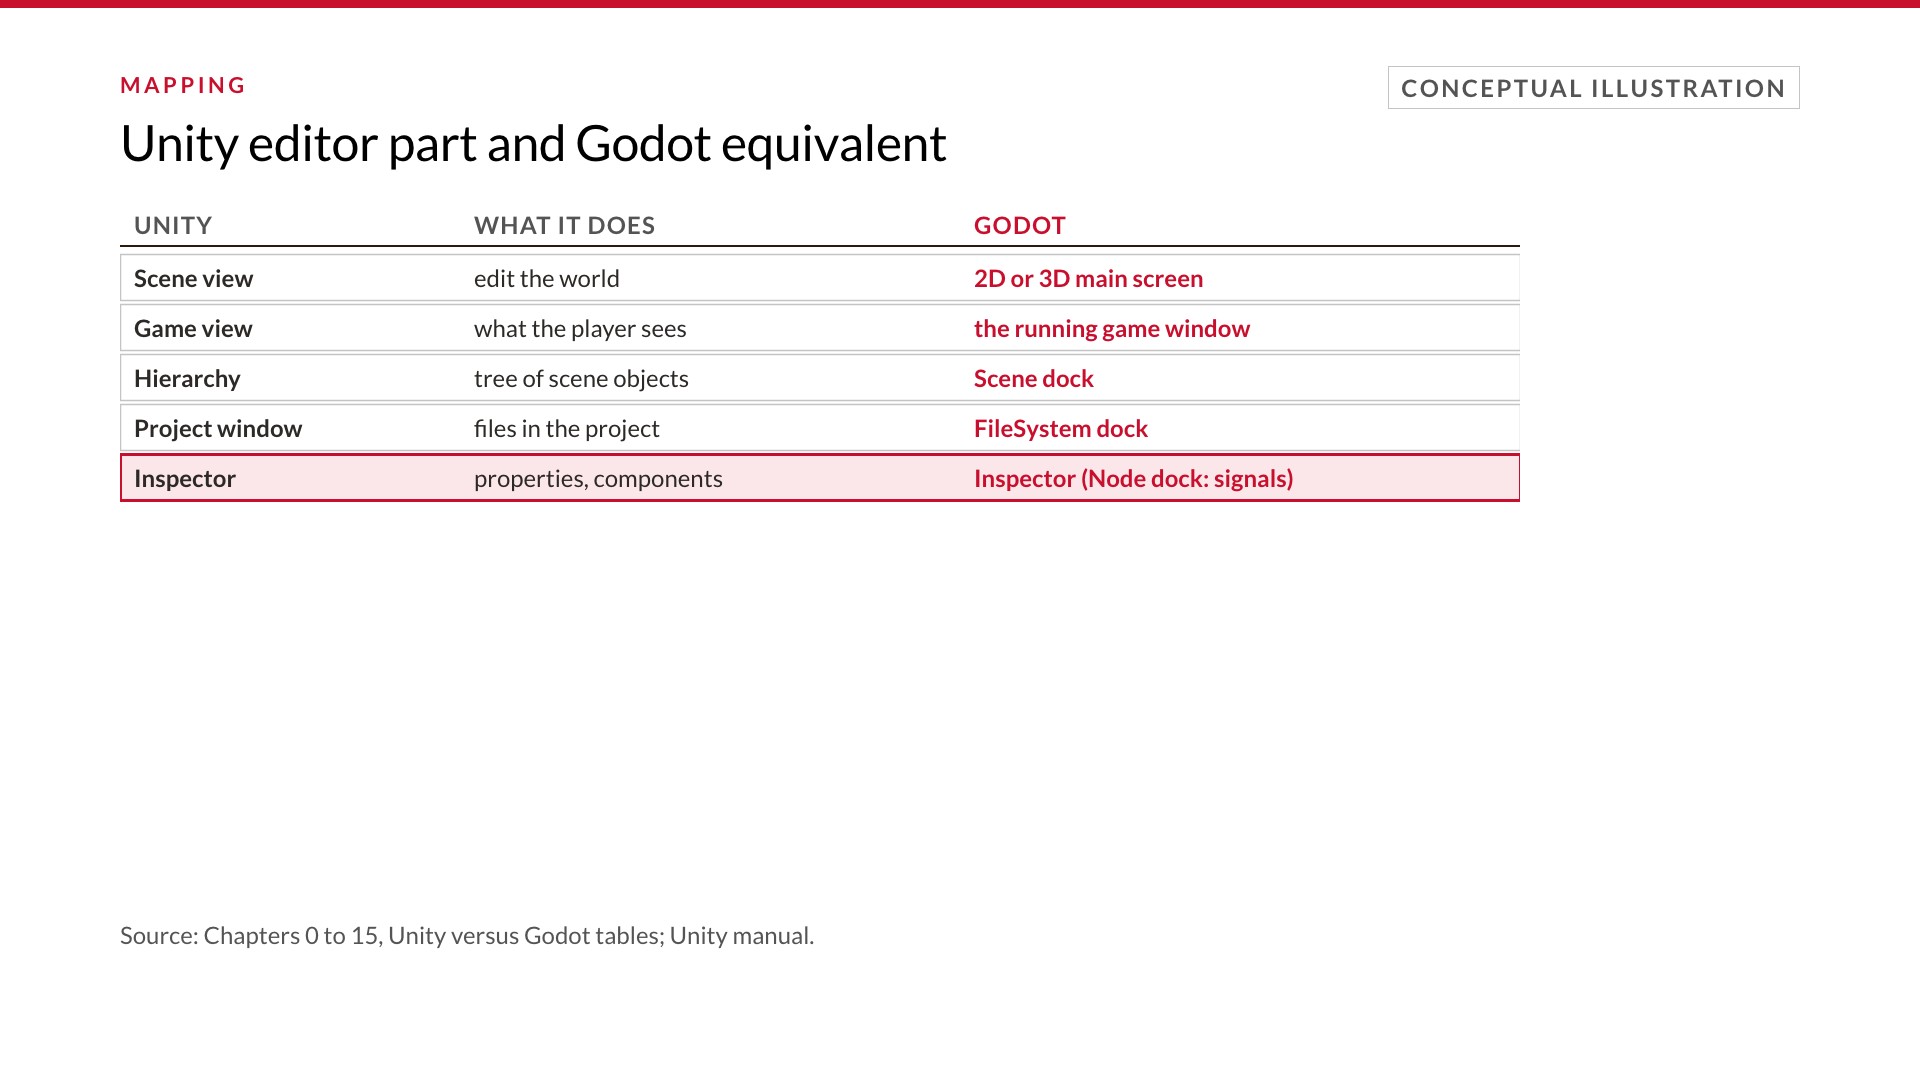 MAPPING
CONCEPTUAL ILLUSTRATION
Unity editor part and Godot equivalent
UNITY WHAT IT DOES GODOT
Scene view edit the world 2D or 3D main screen
Game view what the player sees the running game window
Hierarchy tree of scene objects Scene dock
Project window files in the project FileSystem dock
Inspector properties, components Inspector (Node dock: signals)
Source: Chapters 0 to 15, Unity versus Godot tables; Unity manual.